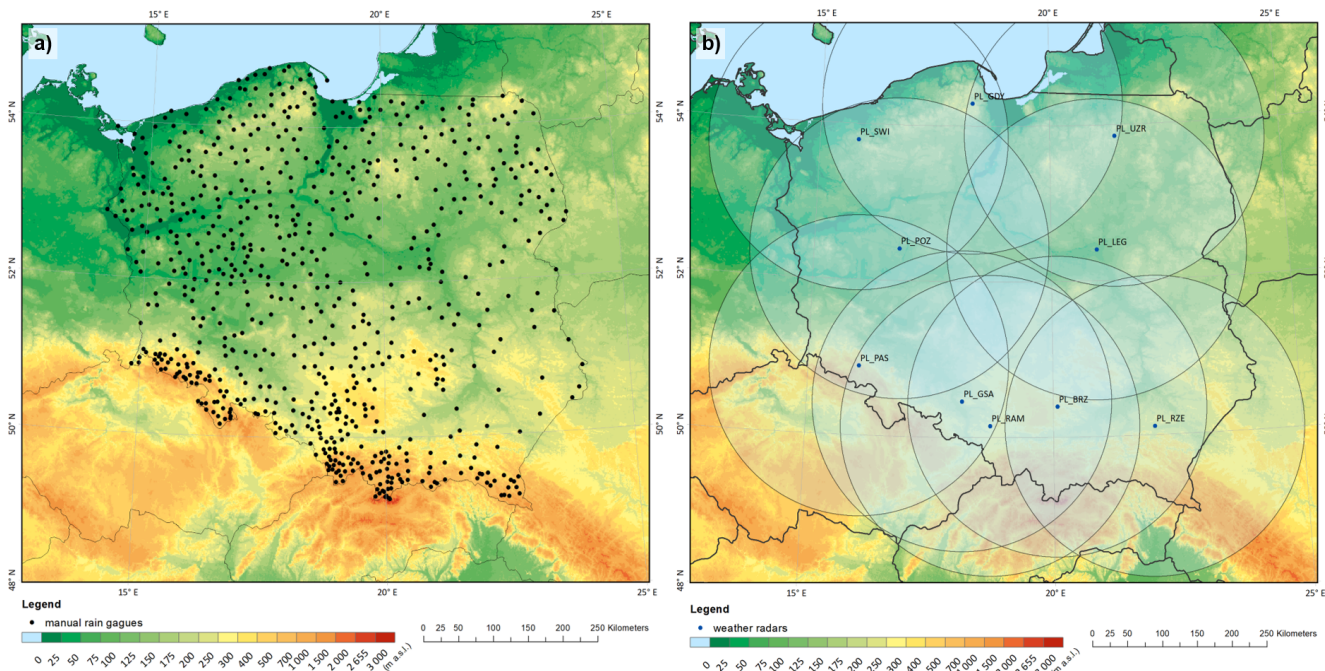 15° E 20° E 25° E
a)
54° N
52° N
50° N
48° N
54° N
52° N
50° N
48° N
15° E 20° E 25° E
Legend
manual rain gagues
0 25 50 75 100 125 150 200 250 300 400 500 700 1 000 1 500 2 000 2 655 3 000 (m a.s.l.)
0 25 50 100 150 200 250 Kilometers
15° E 20° E 25° E
b)
PL_GDY
PL_SWI
PL_UZR
PL_POZ
PL_LEG
PL_PAS
PL_GSA
PL_BRZ
PL_RAM
PL_RZE
54° N
52° N
50° N
48° N
15° E 20° E 25° E
Legend
weather radars
0 25 50 75 100 125 150 200 250 300 400 500 700 1 000 1 500 2 000 2 655 3 000 (m a.s.l.)
0 25 50 100 150 200 250 Kilometers